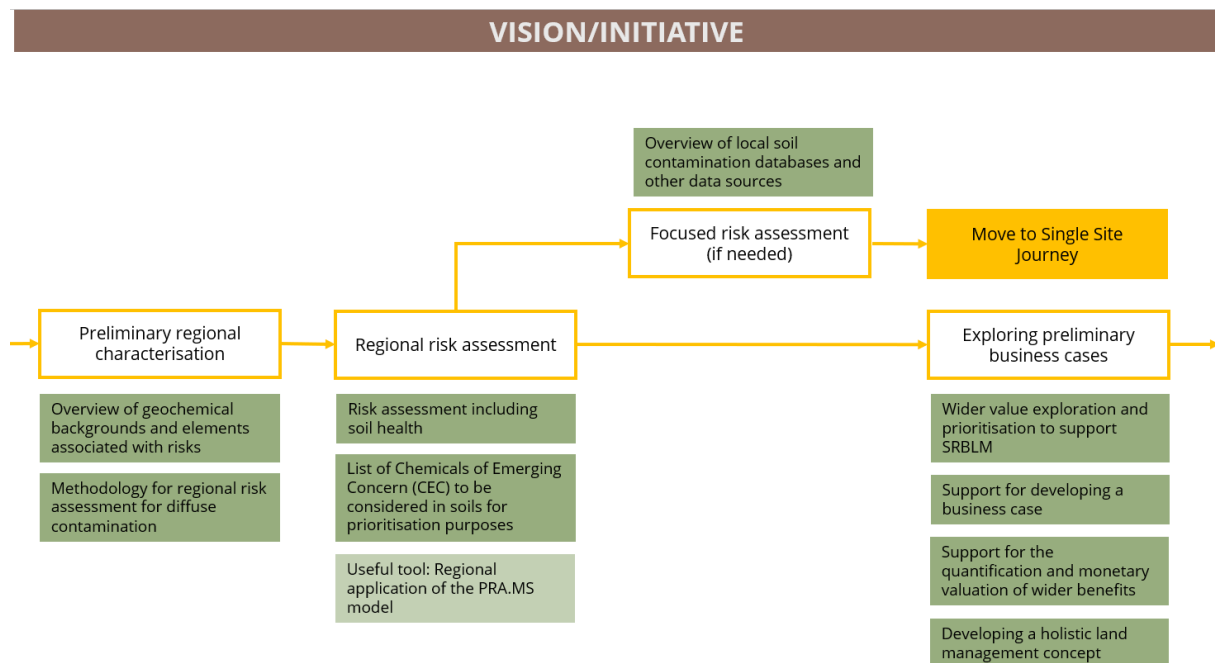 VISION/INITIATIVE
Overview of local soil
contamination databases and
other data sources
Focused risk assessment
(if needed)
Move to Single Site
Journey
Preliminary regional
characterisation
Regional risk assessment
Exploring preliminary
business cases
Overview of geochemical
backgrounds and elements
associated with risks
Methodology for regional risk
assessment for diffuse
contamination
Risk assessment including
soil health
List of Chemicals of Emerging
Concern (CEC) to be
considered in soils for
prioritisation purposes
Useful tool: Regional
application of the PRA.MS
model
Wider value exploration and
prioritisation to support
SRBLM
Support for developing a
business case
Support for the
quantification and monetary
valuation of wider benefits
Developing a holistic land
management concept